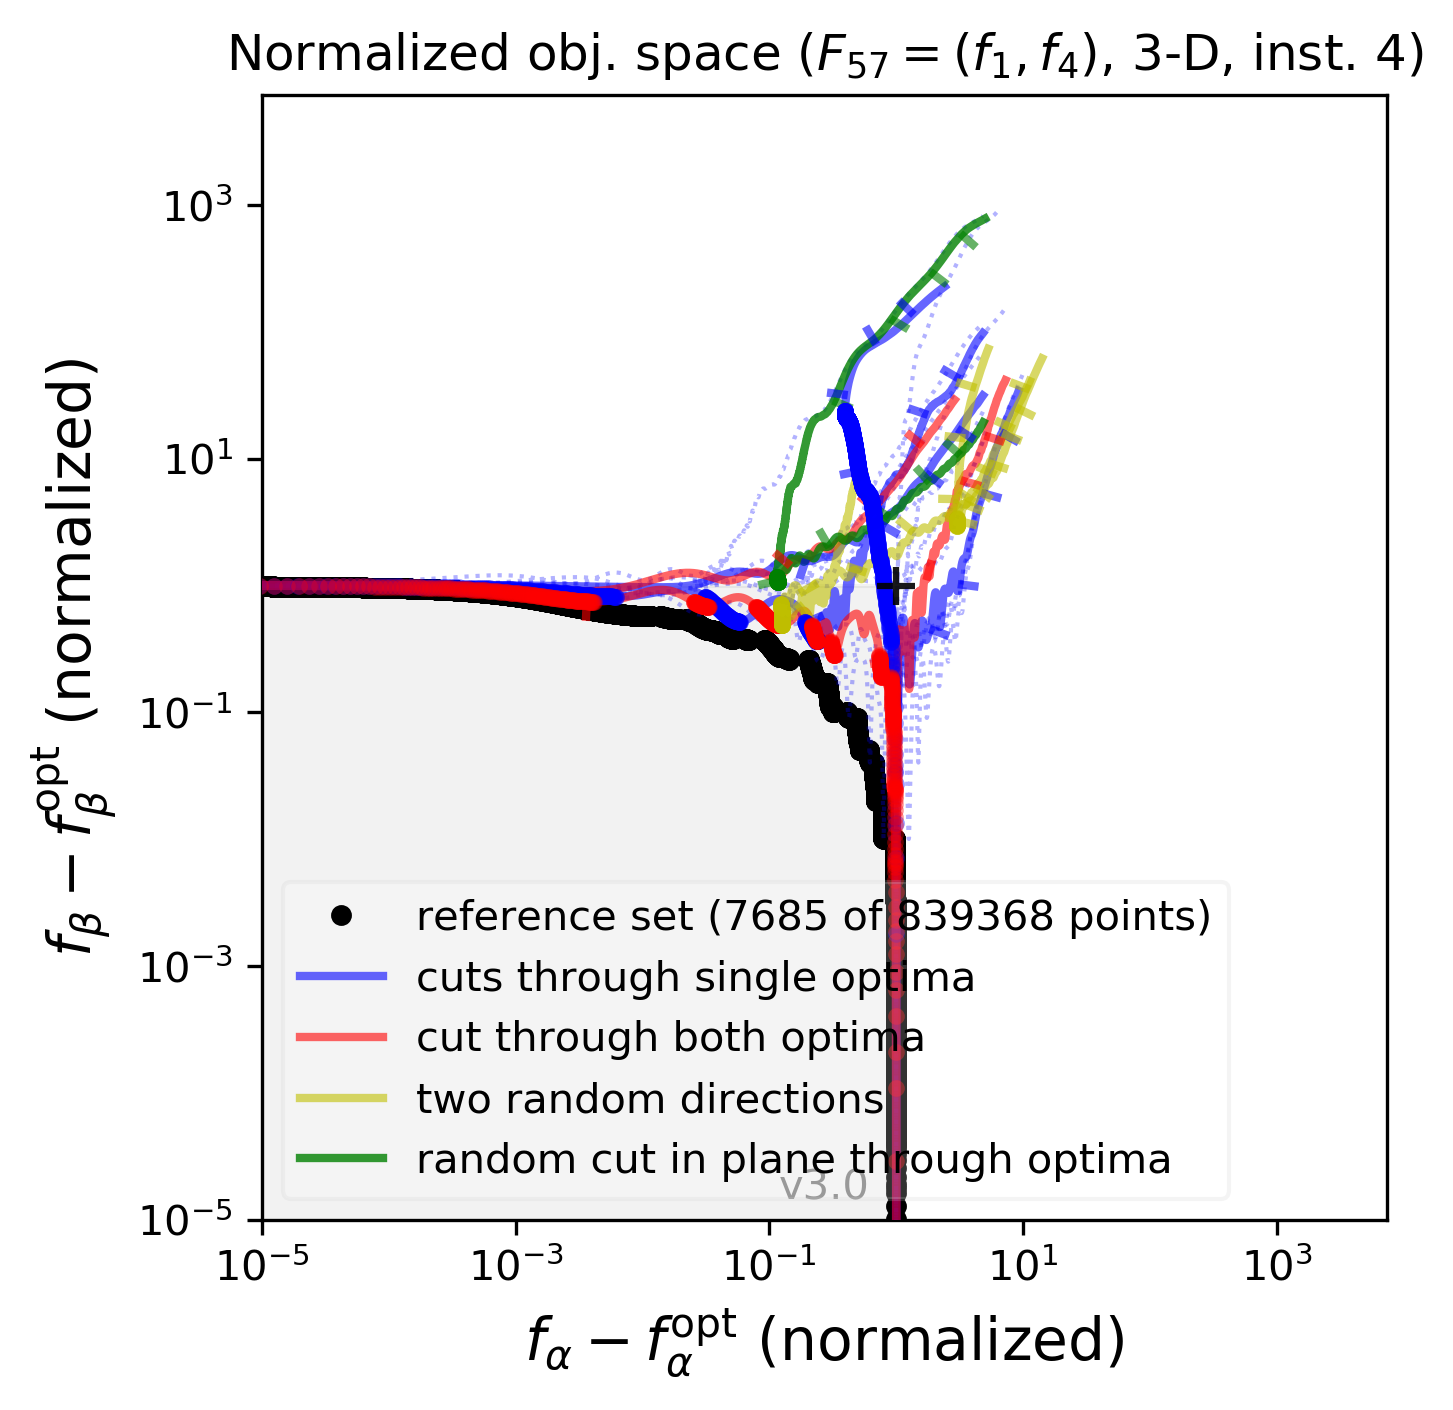 Normalized obj. space (F₅₇ = (f₁, f₄), 3-D, inst. 4)
10³
10¹
10⁻¹
10⁻³
10⁻⁵
f_β − f_β^opt (normalized)
reference set (7685 of 839368 points)
cuts through single optima
cut through both optima
two random directions
random cut in plane through optima
v3.0
10⁻⁵ 10⁻³ 10⁻¹ 10¹ 10³
f_α − f_α^opt (normalized)